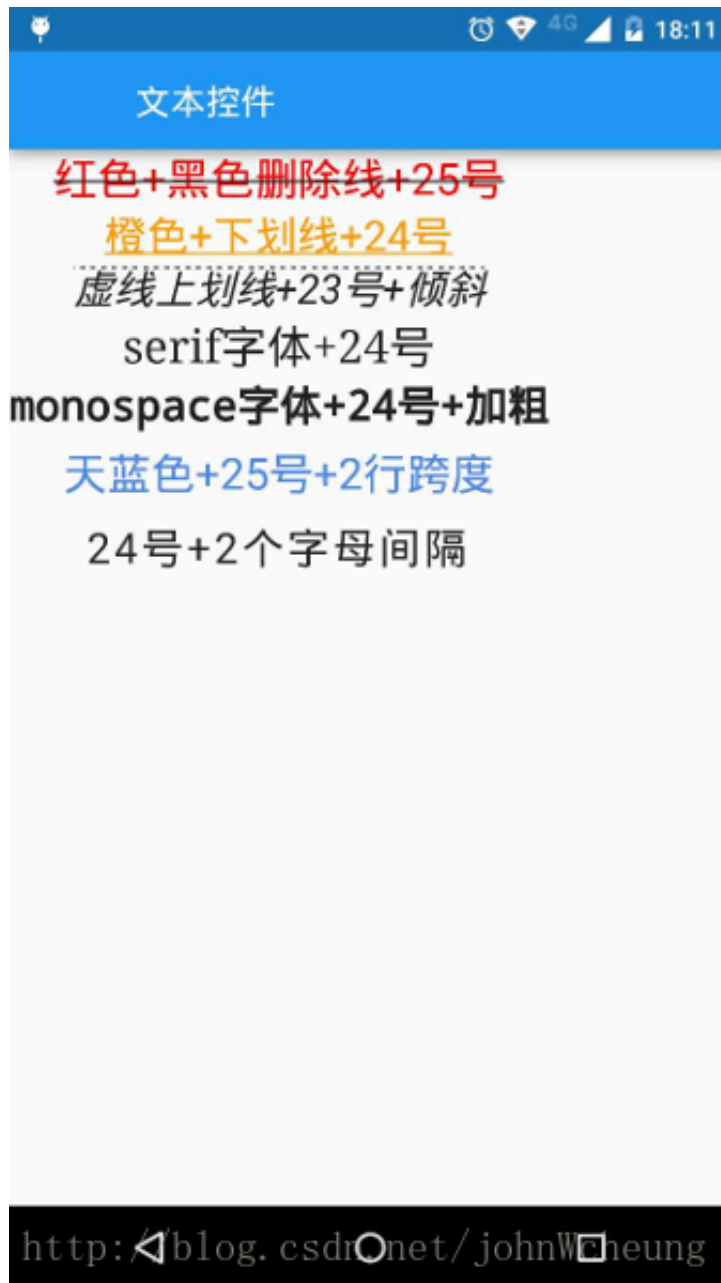 4G 18:11
文本控件
红色+黑色删除线+25号
橙色+下划线+24号
虚线上划线+23号+倾斜
serif字体+24号
monospace字体+24号+加粗
天蓝色+25号+2行跨度
24号+2个字母间隔
http://blog.csdn.net/johnWcheung